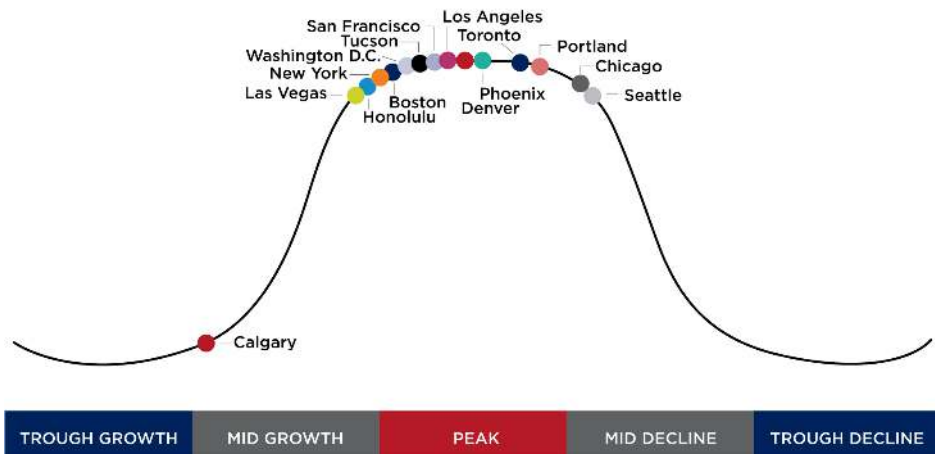 Los Angeles
San Francisco
Toronto
Tucson
Portland
Washington D.C.
Chicago
New York
Phoenix
Las Vegas
Boston
Denver
Seattle
Honolulu
Calgary
TROUGH GROWTH
MID GROWTH
PEAK
MID DECLINE
TROUGH DECLINE